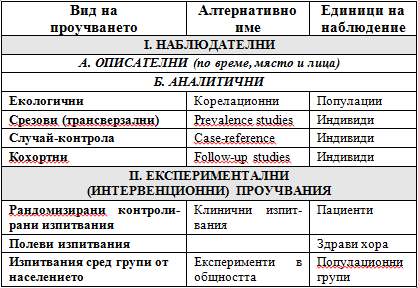 Вид на Алтернативно Единици на
проучването име наблюдение
I. НАБЛЮДАТЕЛНИ
А. ОПИСАТЕЛНИ (по време, място и лица)
Б. АНАЛИТИЧНИ
Екологични Корелационни Популации
Срезови (трансверзални) Prevalence studies Индивиди
Случай-контрола Case-reference Индивиди
Кохортни Follow-up studies Индивиди
II. ЕКСПЕРИМЕНТАЛНИ
(ИНТЕРВЕНЦИОННИ) ПРОУЧВАНИЯ
Рандомизирани контроли- Клинични изпит- Пациенти
рани изпитвания вания
Полеви изпитвания Здрави хора
Изпитвания сред групи от Експерименти в Популационни
населението общността групи